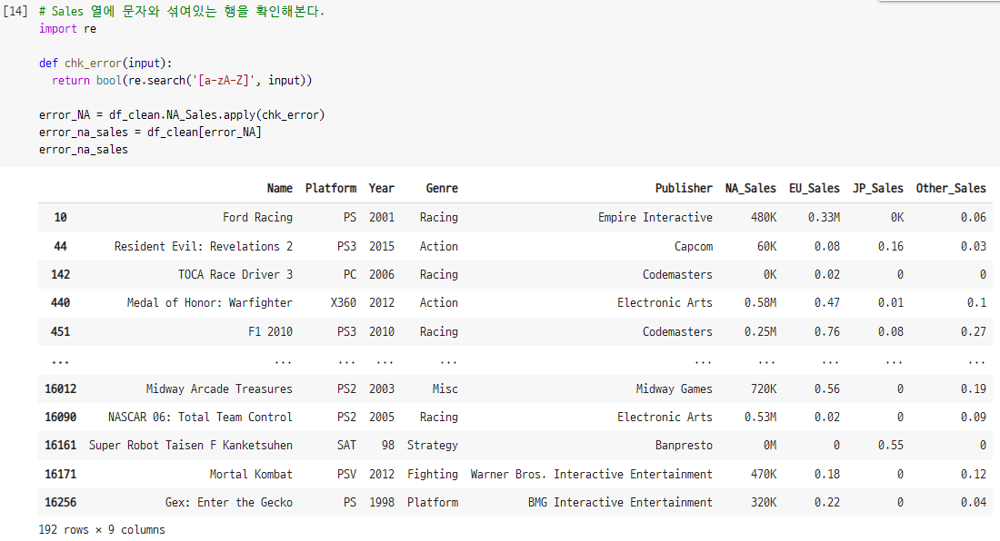 [14] # Sales 열에 문자와 섞여있는 행을 확인해본다.
import re
def chk_error(input):
return bool(re.search('[a-zA-Z]', input))
error_NA = df_clean.NA_Sales.apply(chk_error)
error_na_sales = df_clean[error_NA]
error_na_sales
Name Platform Year Genre Publisher NA_Sales EU_Sales JP_Sales Other_Sales
10 Ford Racing PS 2001 Racing Empire Interactive 480K 0.33M 0K 0.06
44 Resident Evil: Revelations 2 PS3 2015 Action Capcom 60K 0.08 0.16 0.03
142 TOCA Race Driver 3 PC 2006 Racing Codemasters 0K 0.02 0 0
440 Medal of Honor: Warfighter X360 2012 Action Electronic Arts 0.58M 0.47 0.01 0.1
451 F1 2010 PS3 2010 Racing Codemasters 0.25M 0.76 0.08 0.27
... ... ... ... ... ... ... ... ... ...
16012 Midway Arcade Treasures PS2 2003 Misc Midway Games 720K 0.56 0 0.19
16090 NASCAR 06: Total Team Control PS2 2005 Racing Electronic Arts 0.53M 0.02 0 0.09
16161 Super Robot Taisen F Kanketsuhen SAT 98 Strategy Banpresto 0M 0 0.55 0
16171 Mortal Kombat PSV 2012 Fighting Warner Bros. Interactive Entertainment 470K 0.18 0 0.12
16256 Gex: Enter the Gecko PS 1998 Platform BMG Interactive Entertainment 320K 0.22 0 0.04
192 rows × 9 columns